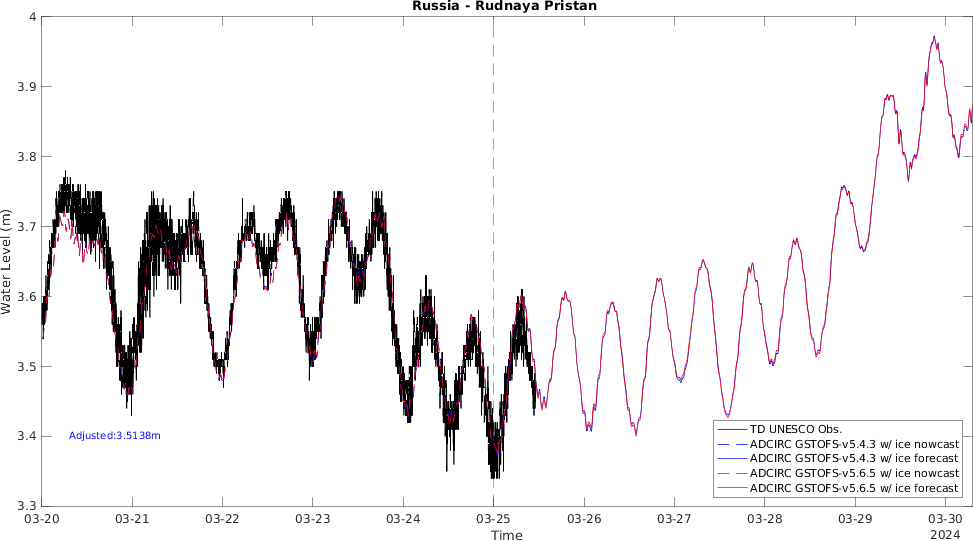 Russia - Rudnaya Pristan
Water Level (m)
4
3.9
3.8
3.7
3.6
3.5
3.4
3.3
Adjusted:3.5138m
TD UNESCO Obs.
ADCIRC GSTOFS-v5.4.3 w/ ice nowcast
ADCIRC GSTOFS-v5.4.3 w/ ice forecast
ADCIRC GSTOFS-v5.6.5 w/ ice nowcast
ADCIRC GSTOFS-v5.6.5 w/ ice forecast
03-20 03-21 03-22 03-23 03-24 03-25 03-26 03-27 03-28 03-29 03-30
2024
Time